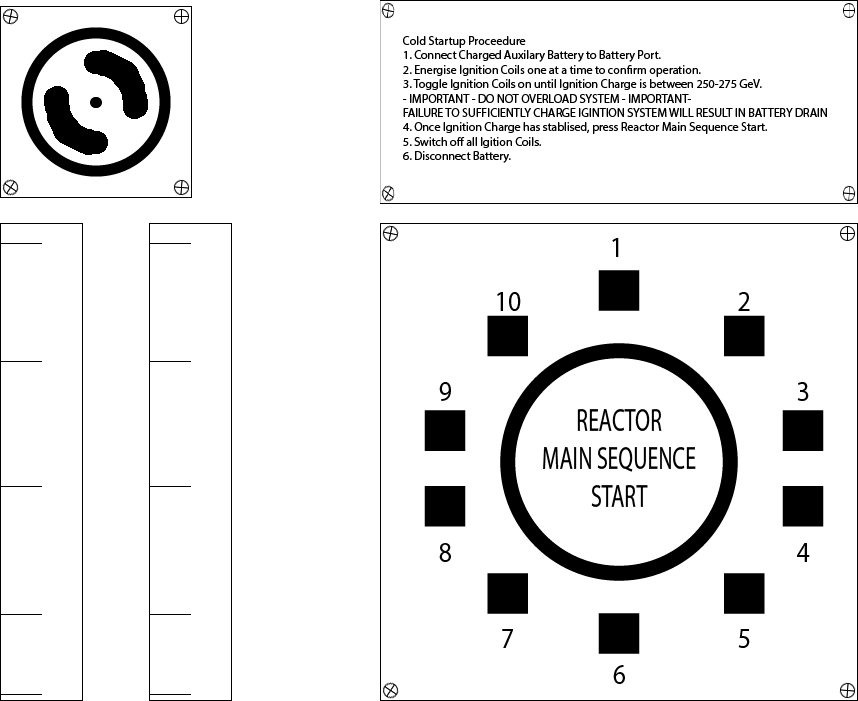 Cold Startup Proceedure
1. Connect Charged Auxilary Battery to Battery Port.
2. Energise Ignition Coils one at a time to confirm operation.
3. Toggle Ignition Coils on until Ignition Charge is between 250-275 GeV.
- IMPORTANT - DO NOT OVERLOAD SYSTEM - IMPORTANT-
FAILURE TO SUFFICIENTLY CHARGE IGINTION SYSTEM WILL RESULT IN BATTERY DRAIN
4. Once Ignition Charge has stablised, press Reactor Main Sequence Start.
5. Switch off all Igition Coils.
6. Disconnect Battery.
1
10
2
9
3
REACTOR
MAIN SEQUENCE
START
8
4
7
5
6